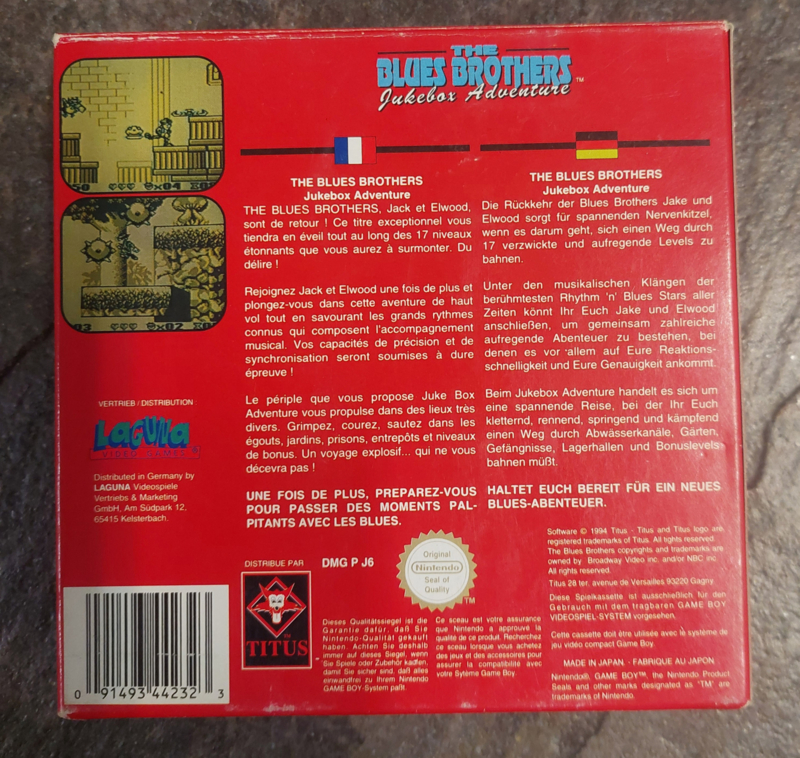 THE
BLUES BROTHERS™
Jukebox Adventure
THE BLUES BROTHERS
Jukebox Adventure
THE BLUES BROTHERS, Jack et Elwood,
sont de retour ! Ce titre exceptionnel vous
tiendra en éveil tout au long des 17 niveaux
étonnants que vous aurez à surmonter. Du
délire !
Rejoignez Jack et Elwood une fois de plus et
plongez-vous dans cette aventure de haut
vol tout en savourant les grands rythmes
connus qui composent l'accompagnement
musical. Vos capacités de précision et de
synchronisation seront soumises à dure
épreuve !
Le périple que vous propose Juke Box
Adventure vous propulse dans des lieux très
divers. Grimpez, courez, sautez dans les
égouts, jardins, prisons, entrepôts et niveaux
de bonus. Un voyage explosif... qui ne vous
décevra pas !
UNE FOIS DE PLUS, PREPAREZ-VOUS
POUR PASSER DES MOMENTS PAL-
PITANTS AVEC LES BLUES.
THE BLUES BROTHERS
Jukebox Adventure
Die Rückkehr der Blues Brothers Jake und
Elwood sorgt für spannenden Nervenkitzel,
wenn es darum geht, sich einen Weg durch
17 verzwickte und aufregende Levels zu
bahnen.
Unter den musikalischen Klängen der
berühmtesten Rhythm 'n' Blues Stars aller
Zeiten könnt Ihr Euch Jake und Elwood
anschließen, um gemeinsam zahlreiche
aufregende Abenteuer zu bestehen, bei
denen es vor allem auf Eure Reaktions-
schnelligkeit und Eure Genauigkeit ankommt.
Beim Jukebox Adventure handelt es sich um
eine spannende Reise, bei der Ihr Euch
kletternd, rennend, springend und kämpfend
einen Weg durch Abwässerkanäle, Gärten,
Gefängnisse, Lagerhallen und Bonuslevels
bahnen müßt.
HALTET EUCH BEREIT FÜR EIN NEUES
BLUES-ABENTEUER.
50 x04
03 x02
VERTRIEB / DISTRIBUTION
LAGUNA
VIDEO GAMES
Distributed in Germany by
LAGUNA Videospiele
Vertriebs & Marketing
GmbH, Am Südpark 12,
65415 Kelsterbach.
0 91493 44232 3
DISTRIBUE PAR
by
TITUS
DMG P J6
Original
Nintendo
Seal of
Quality
TM
Dieses Qualitätssiegel ist die
Garantie dafür, daß Sie
Nintendo-Qualität gekauft
haben. Achten Sie deshalb
immer auf dieses Siegel, wenn
Sie Spiele oder Zubehör kaufen,
damit Sie sicher sind, daß alles
einwandfrei zu Ihrem Nintendo
GAME BOY-System paßt.
Ce sceau est votre assurance
que Nintendo a approuvé la
qualité de ce produit. Recherchez
ce sceau lorsque vous achetez
des jeux et des accessoires pour
assurer la compatibilité avec
votre Sytème Game Boy.
Software © 1994 Titus - Titus and Titus logo are
registered trademarks of Titus. All rights reserved.
The Blues Brothers copyrights and trademarks are
owned by Broadway Video inc. and/or NBC inc.
All rights reserved.
Titus 28 ter, avenue de Versailles 93220 Gagny.
Diese Spielkassette ist ausschließlich für den
Gebrauch mit dem tragbaren GAME BOY
VIDEOSPIEL-SYSTEM vorgesehen.
Cette cassette doit être utilisée avec le système de
jeu vidéo compact Game Boy.
MADE IN JAPAN. - FABRIQUE AU JAPON
Nintendo®, GAME BOY™, the Nintendo Product
Seals and other marks designated as "TM" are
trademarks of Nintendo.